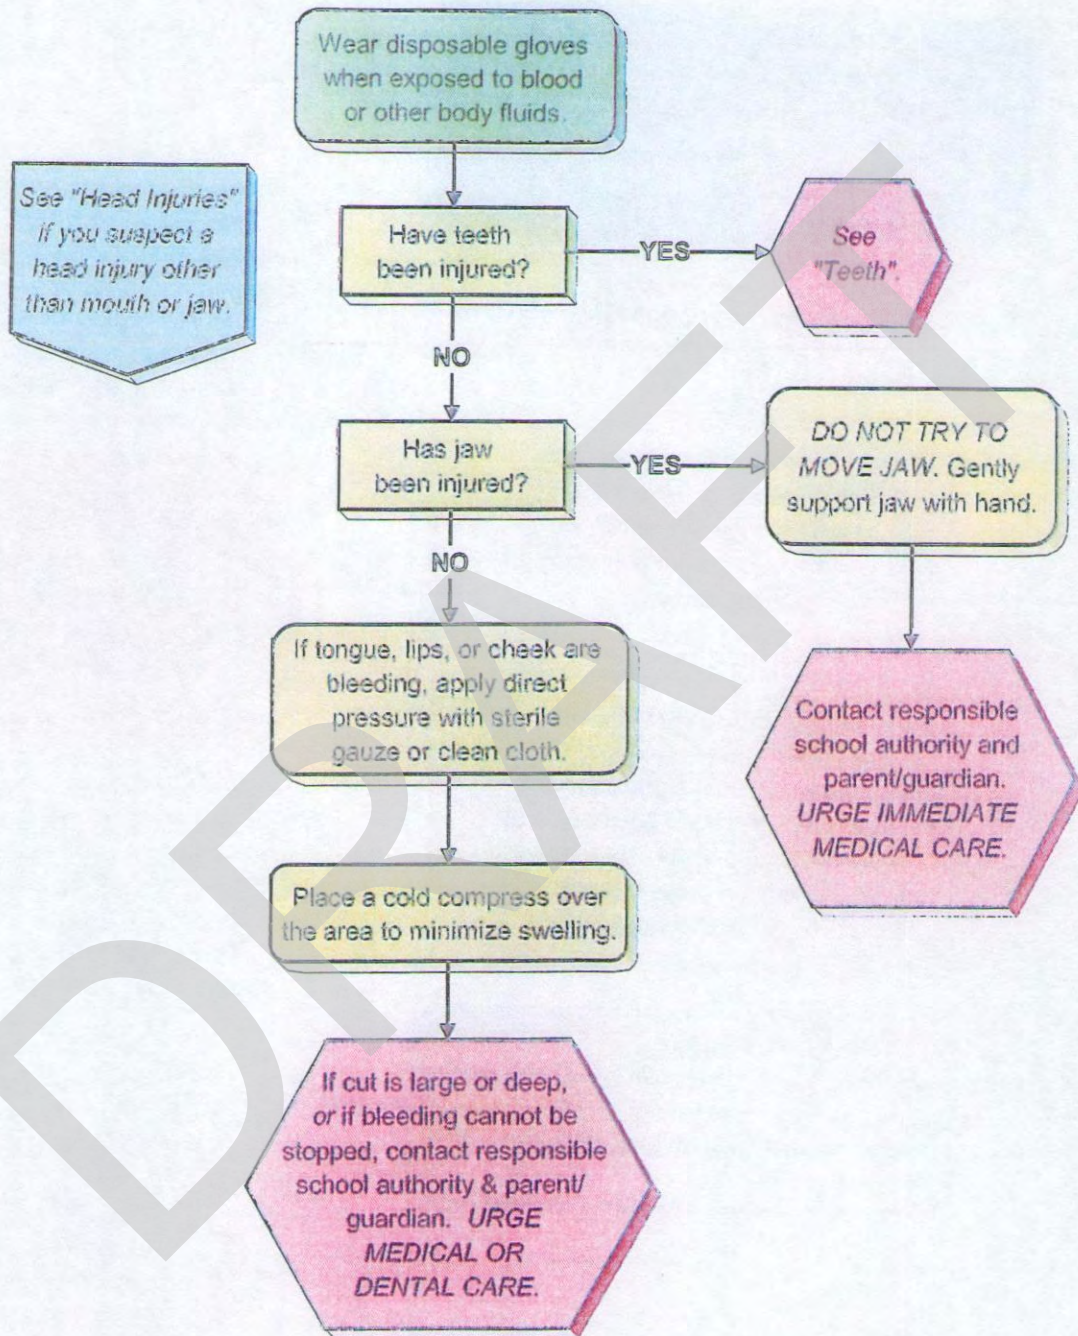 Wear disposable gloves
when exposed to blood
or other body fluids.
See "Head Injuries"
if you suspect a
head injury other
than mouth or jaw.
Have teeth
been injured?
YES
See
"Teeth".
NO
Has jaw
been injured?
YES
DO NOT TRY TO
MOVE JAW. Gently
support jaw with hand.
NO
If tongue, lips, or cheek are
bleeding, apply direct
pressure with sterile
gauze or clean cloth.
Contact responsible
school authority and
parent/guardian.
URGE IMMEDIATE
MEDICAL CARE.
Place a cold compress over
the area to minimize swelling.
If cut is large or deep,
or if bleeding cannot be
stopped, contact responsible
school authority & parent/
guardian. URGE
MEDICAL OR
DENTAL CARE.
DRAFT